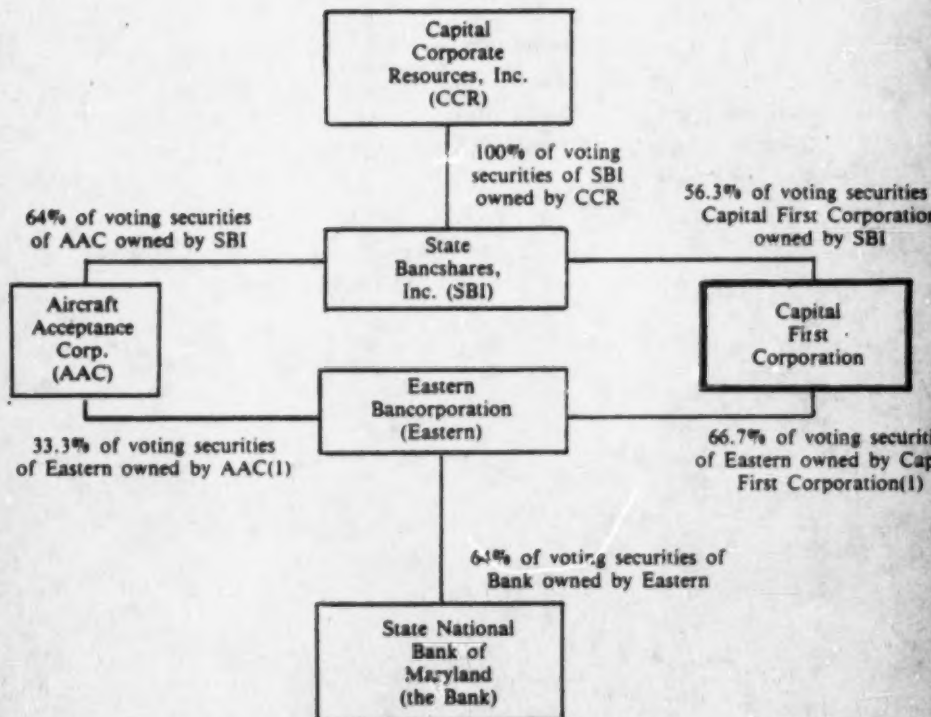 Capital
Corporate
Resources, Inc.
(CCR)
100% of voting
securities of SBI
owned by CCR
64% of voting securities
of AAC owned by SBI
56.3% of voting securities
Capital First Corporation
owned by SBI
State
Bancshares,
Inc. (SBI)
Aircraft
Acceptance
Corp.
(AAC)
Capital
First
Corporation
Eastern
Bancorporation
(Eastern)
33.3% of voting securities
of Eastern owned by AAC(1)
66.7% of voting securiti
of Eastern owned by Cap
First Corporation(1)
of voting securities of
Bank owned by Eastern
State National
Bank of
Maryland
(the Bank)